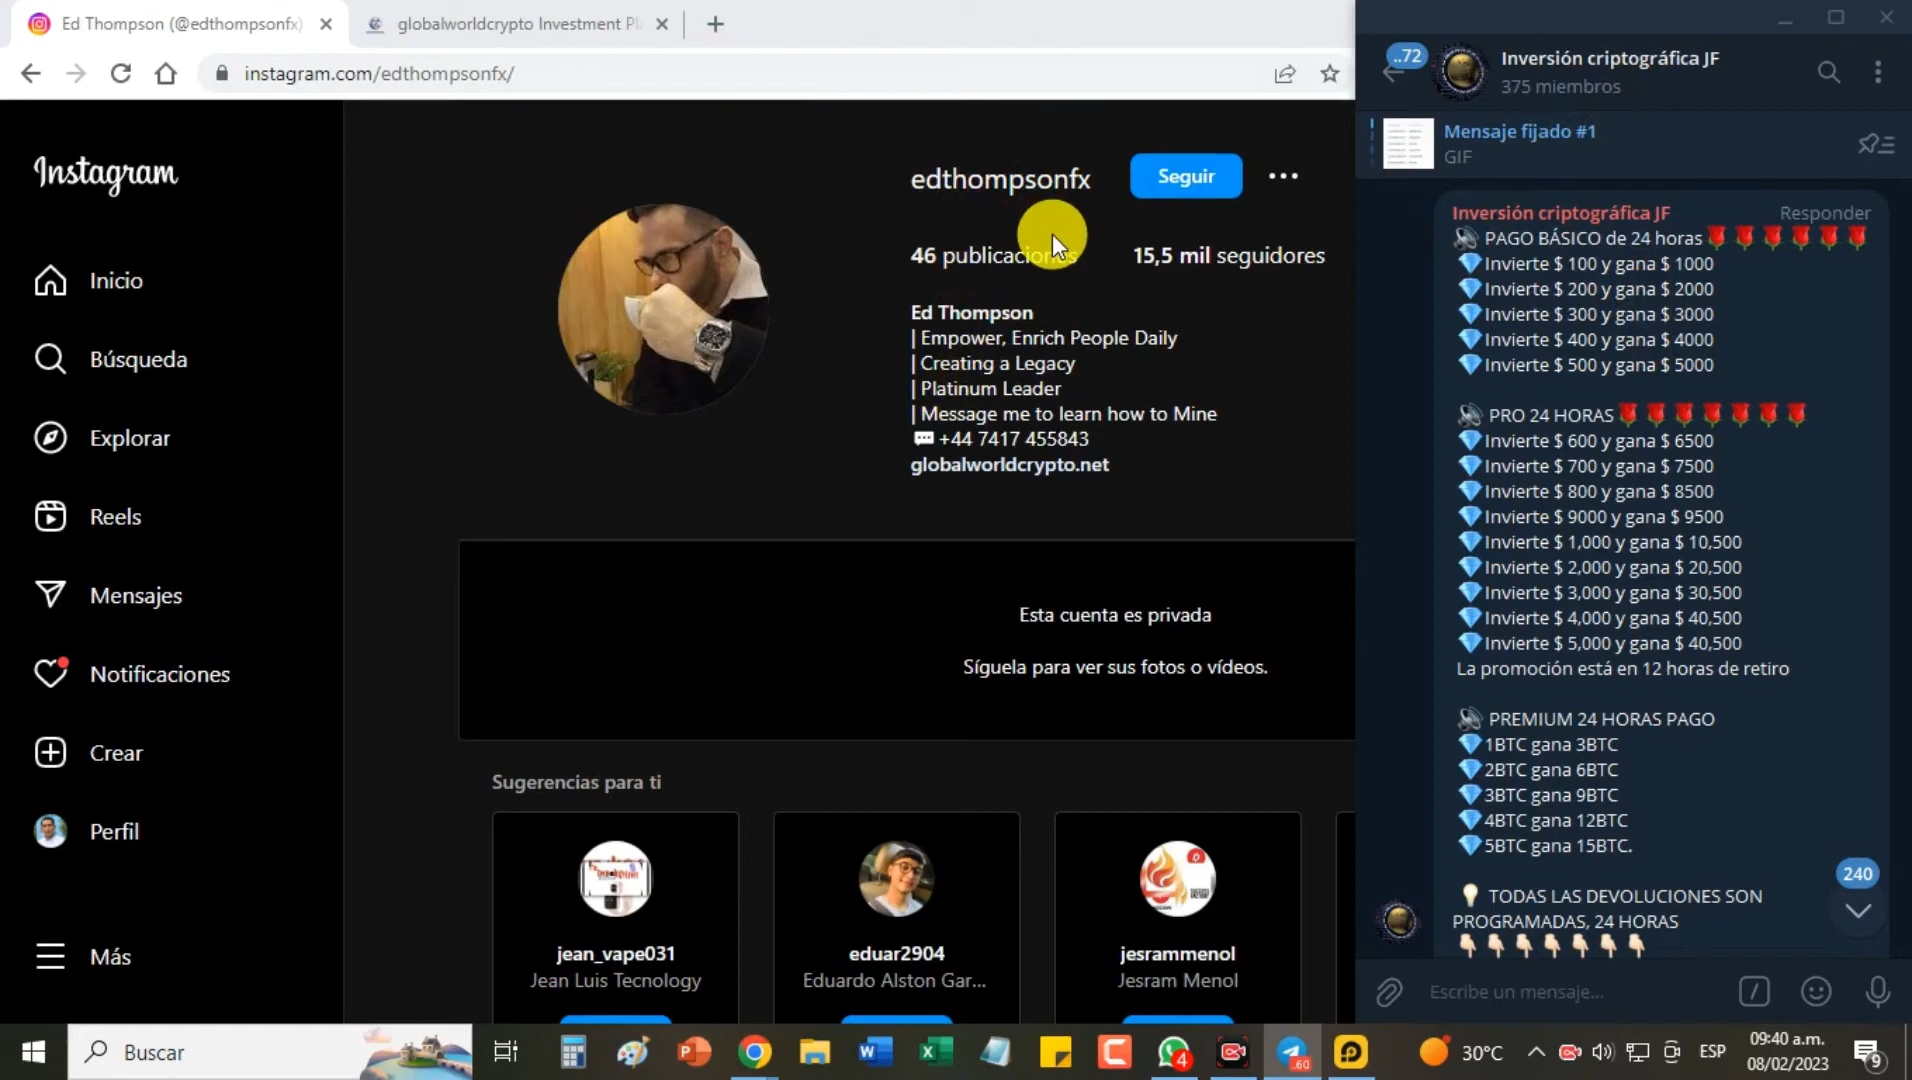 Ed Thompson (@edthompsonfx)
globalworldcrypto Investment Pl
instagram.com/edthompsonfx/
Instagram
Inicio
Búsqueda
Explorar
Reels
Mensajes
Notificaciones
Crear
Perfil
Más
edthompsonfx
Seguir
46 publicaciones
15,5 mil seguidores
Ed Thompson
| Empower, Enrich People Daily
| Creating a Legacy
| Platinum Leader
| Message me to learn how to Mine
💬 +44 7417 455843
globalworldcrypto.net
Esta cuenta es privada
Síguela para ver sus fotos o vídeos.
Sugerencias para ti
jean_vape031
Jean Luis Tecnology
eduar2904
Eduardo Alston Gar...
jesrammenol
Jesram Menol
..72
Inversión criptográfica JF
375 miembros
Mensaje fijado #1
GIF
Inversión criptográfica JF
Responder
🔊 PAGO BÁSICO de 24 horas🌹🌹🌹🌹🌹🌹
💎Invierte $ 100 y gana $ 1000
💎Invierte $ 200 y gana $ 2000
💎Invierte $ 300 y gana $ 3000
💎Invierte $ 400 y gana $ 4000
💎Invierte $ 500 y gana $ 5000
🔊 PRO 24 HORAS🌹🌹🌹🌹🌹🌹🌹
💎Invierte $ 600 y gana $ 6500
💎Invierte $ 700 y gana $ 7500
💎Invierte $ 800 y gana $ 8500
💎Invierte $ 9000 y gana $ 9500
💎Invierte $ 1,000 y gana $ 10,500
💎Invierte $ 2,000 y gana $ 20,500
💎Invierte $ 3,000 y gana $ 30,500
💎Invierte $ 4,000 y gana $ 40,500
💎Invierte $ 5,000 y gana $ 40,500
La promoción está en 12 horas de retiro
🔊 PREMIUM 24 HORAS PAGO
💎1BTC gana 3BTC
💎2BTC gana 6BTC
💎3BTC gana 9BTC
💎4BTC gana 12BTC
💎5BTC gana 15BTC.
240
💡 TODAS LAS DEVOLUCIONES SON
PROGRAMADAS, 24 HORAS
👇🏻👇🏻👇🏻👇🏻👇🏻👇🏻👇🏻
Escribe un mensaje...
Buscar
4
..60
30°C
ESP
09:40 a.m.
08/02/2023
9